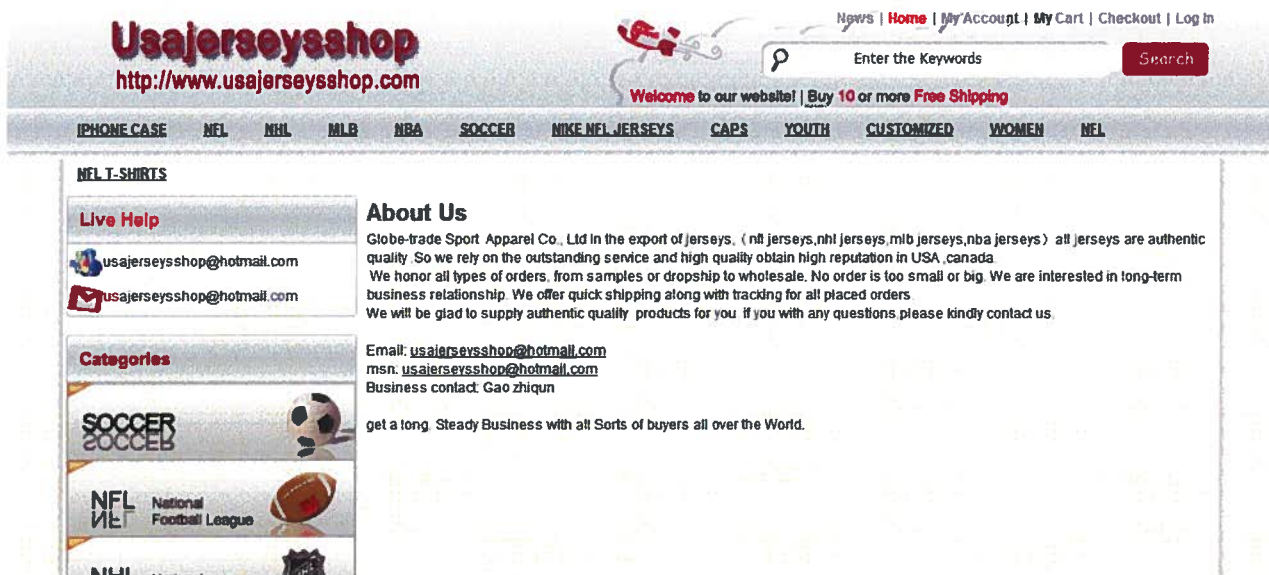 Usajerseysshop
http://www.usajerseysshop.com
News | Home | My Account | My Cart | Checkout | Log In
Enter the Keywords
Search
Welcome to our website! | Buy 10 or more Free Shipping
IPHONE CASE NFL NHL MLB NBA SOCCER NIKE NFL JERSEYS CAPS YOUTH CUSTOMIZED WOMEN NFL
NFL T-SHIRTS
Live Help
usajerseysshop@hotmail.com
usajerseysshop@hotmail.com
Categories
SOCCER
NFL National
Football League
NHL
About Us
Globe-trade Sport Apparel Co., Ltd in the export of jerseys,（nfl jerseys,nhl jerseys,mlb jerseys,nba jerseys）all jerseys are authentic
quality .So we rely on the outstanding service and high quality obtain high reputation in USA ,canada.
We honor all types of orders, from samples or dropship to wholesale. No order is too small or big. We are interested in long-term
business relationship. We offer quick shipping along with tracking for all placed orders.
We will be glad to supply authentic quality products for you. if you with any questions,please kindly contact us.
Email: usajerseysshop@hotmail.com
msn: usajerseysshop@hotmail.com
Business contact: Gao zhiqun
get a long. Steady Business with all Sorts of buyers all over the World.